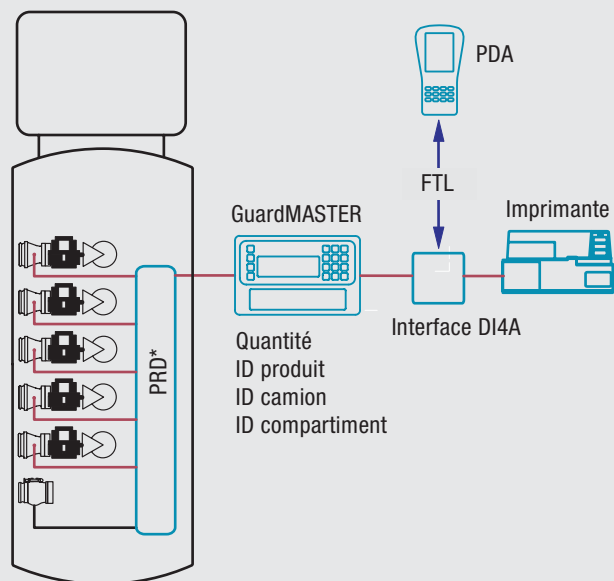 PDA
FTL
GuardMASTER
Imprimante
Interface DI4A
Quantité
ID produit
ID camion
ID compartiment
PRD*